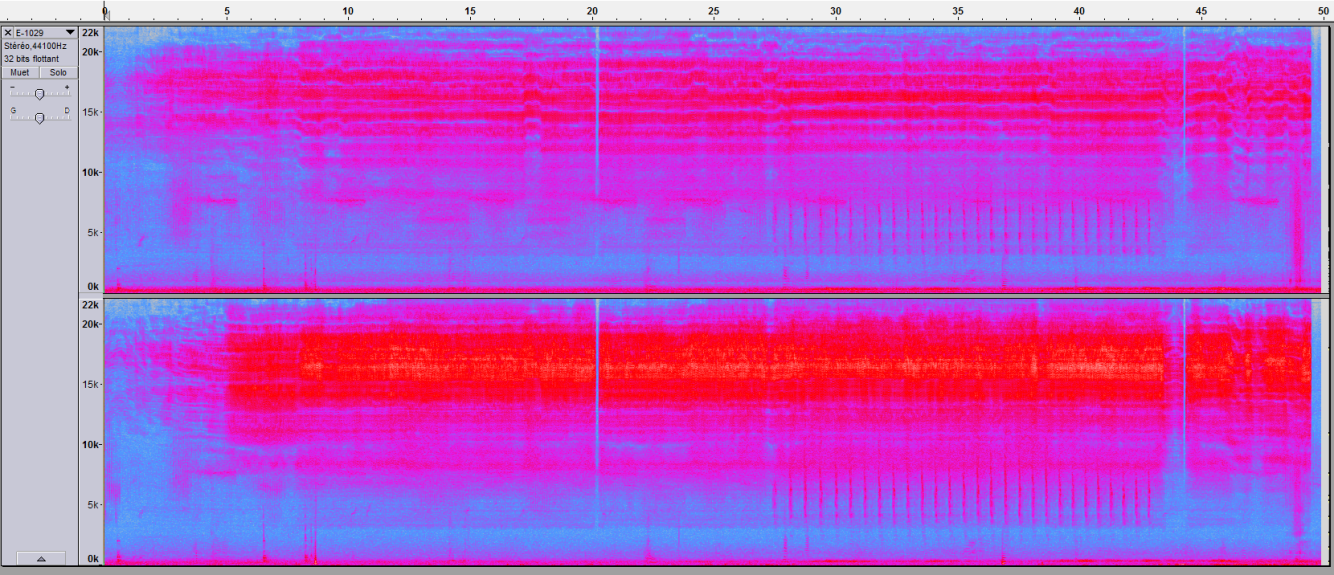 0 5 10 15 20 25 30 35 40 45 50
E-1029
Stéréo,44100Hz
32 bits flottant
Muet Solo
- +
G D
22k
20k-
15k-
10k-
5k-
0k
22k
20k-
15k-
10k-
5k-
0k